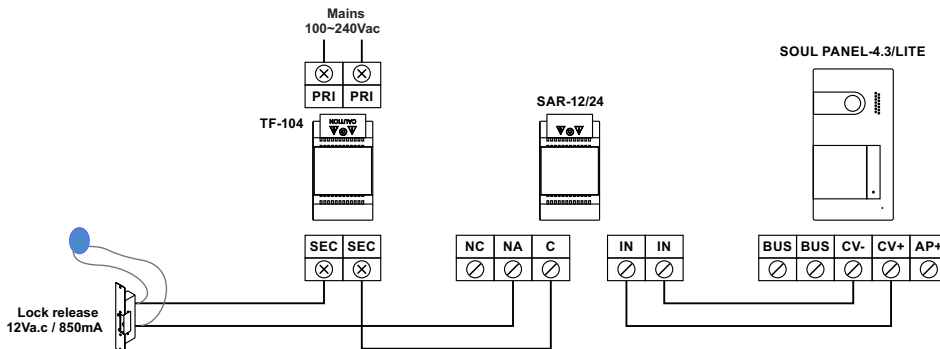 Mains
100~240Vac
SOUL PANEL-4.3/LITE
PRI PRI
SAR-12/24
TF-104
CAUTION
SEC SEC
NC NA C
IN IN
BUS BUS CV- CV+ AP+
Lock release
12Va.c / 850mA